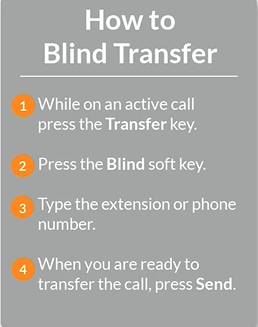 How to
Blind Transfer
1 While on an active call
press the Transfer key.
2 Press the Blind soft key.
3 Type the extension or phone
number.
4 When you are ready to
transfer the call, press Send.